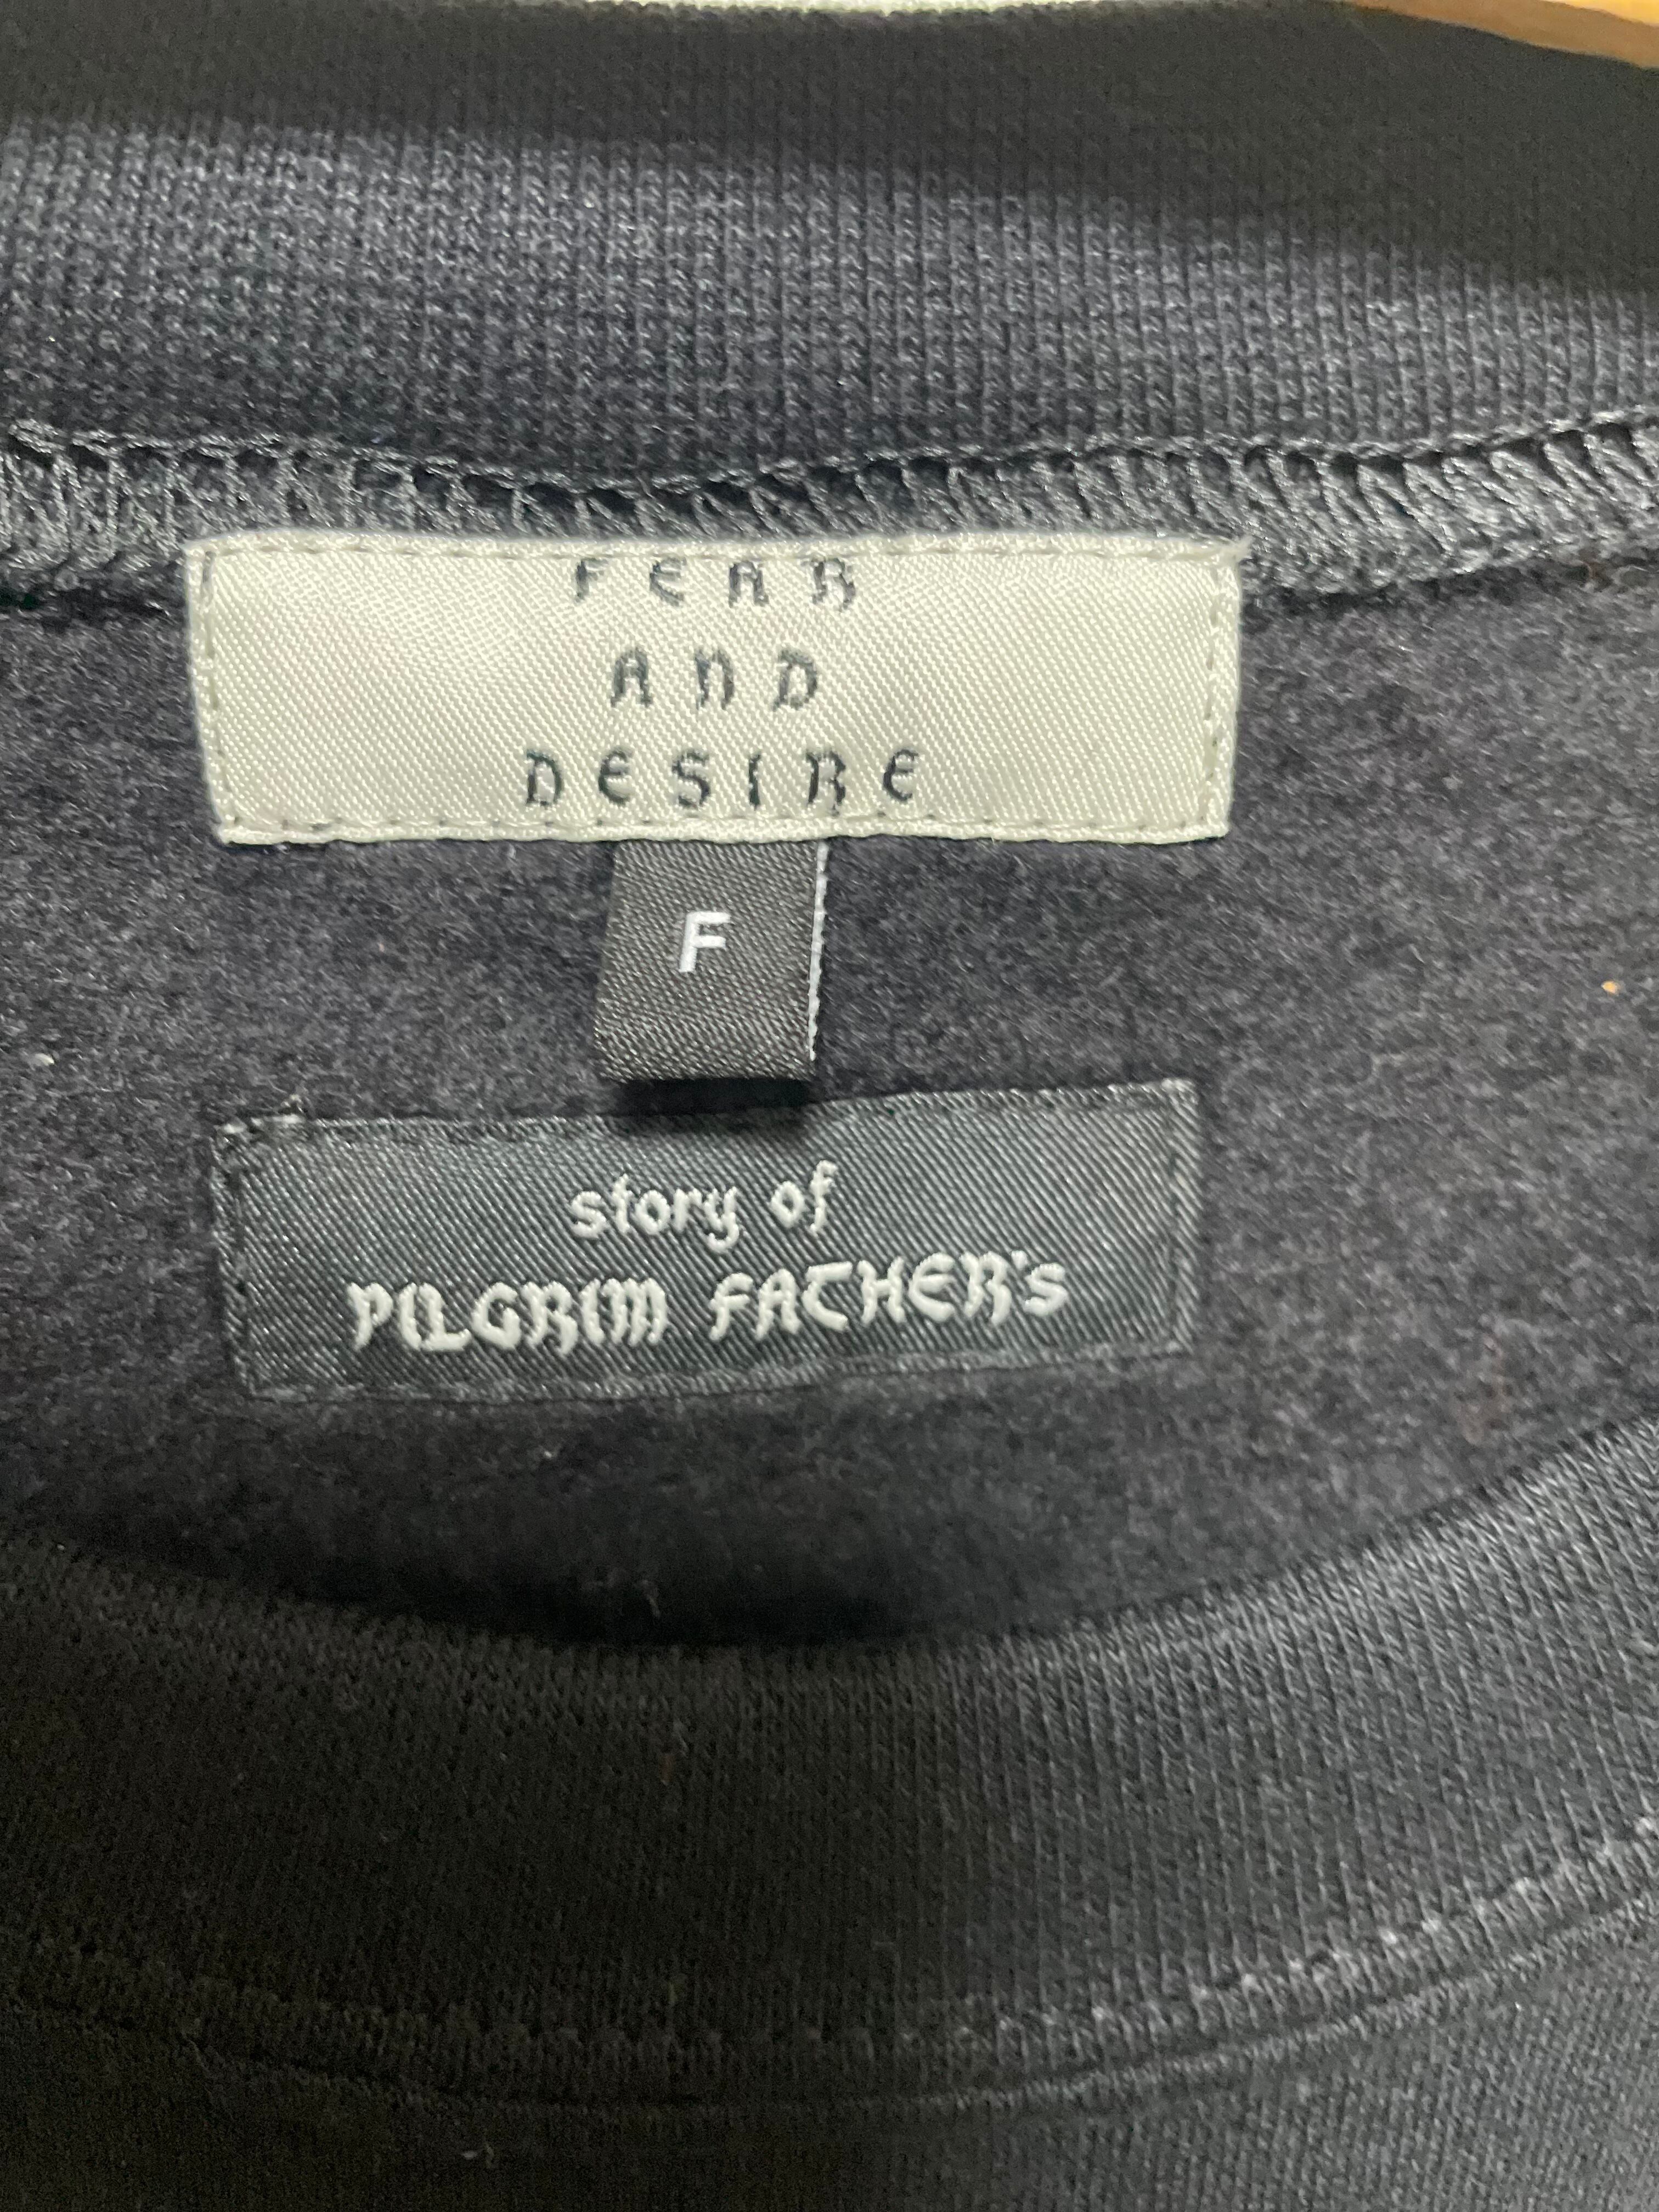 FEAR
AND
DESIRE
F
story of
PILGRIM FATHER's